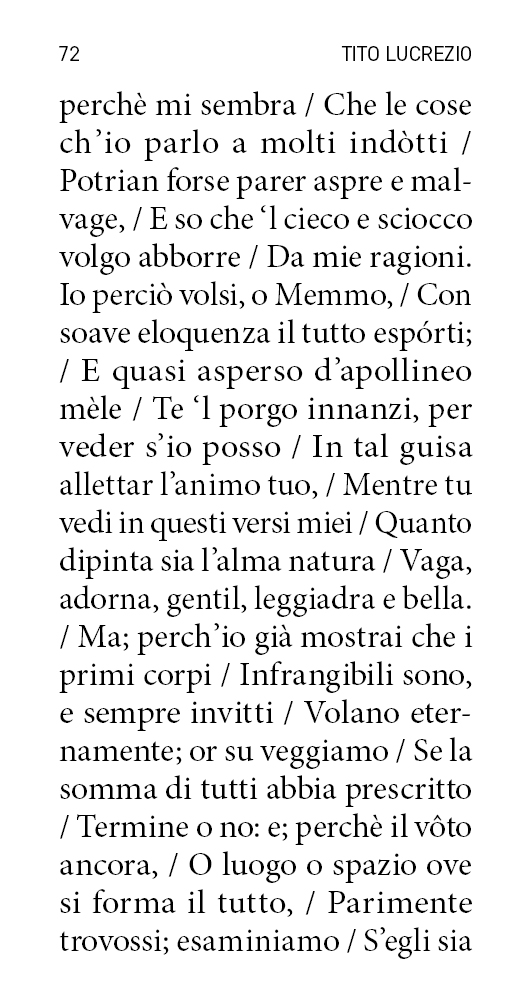 72 TITO LUCREZIO
perchè mi sembra / Che le cose
ch’io parlo a molti indòtti /
Potrian forse parer aspre e mal-
vage, / E so che ‘l cieco e sciocco
volgo abborre / Da mie ragioni.
Io perciò volsi, o Memmo, / Con
soave eloquenza il tutto espórti;
/ E quasi asperso d’apollineo
mèle / Te ‘l porgo innanzi, per
veder s’io posso / In tal guisa
allettar l’animo tuo, / Mentre tu
vedi in questi versi miei / Quanto
dipinta sia l’alma natura / Vaga,
adorna, gentil, leggiadra e bella.
/ Ma; perch’io già mostrai che i
primi corpi / Infrangibili sono,
e sempre invitti / Volano eter-
namente; or su veggiamo / Se la
somma di tutti abbia prescritto
/ Termine o no: e; perchè il vôto
ancora, / O luogo o spazio ove
si forma il tutto, / Parimente
trovossi; esaminiamo / S’egli sia